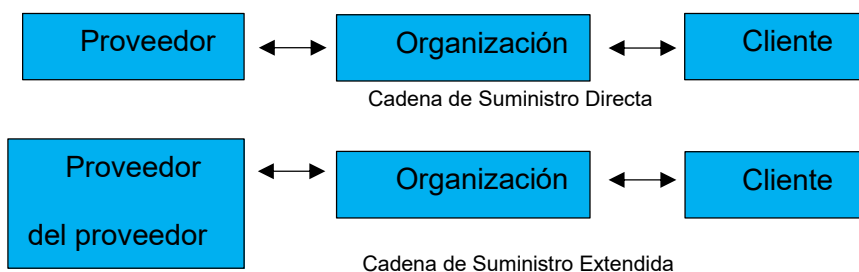 Proveedor
Organización
Cliente
Cadena de Suministro Directa
Proveedor
del proveedor
Organización
Cliente
Cadena de Suministro Extendida